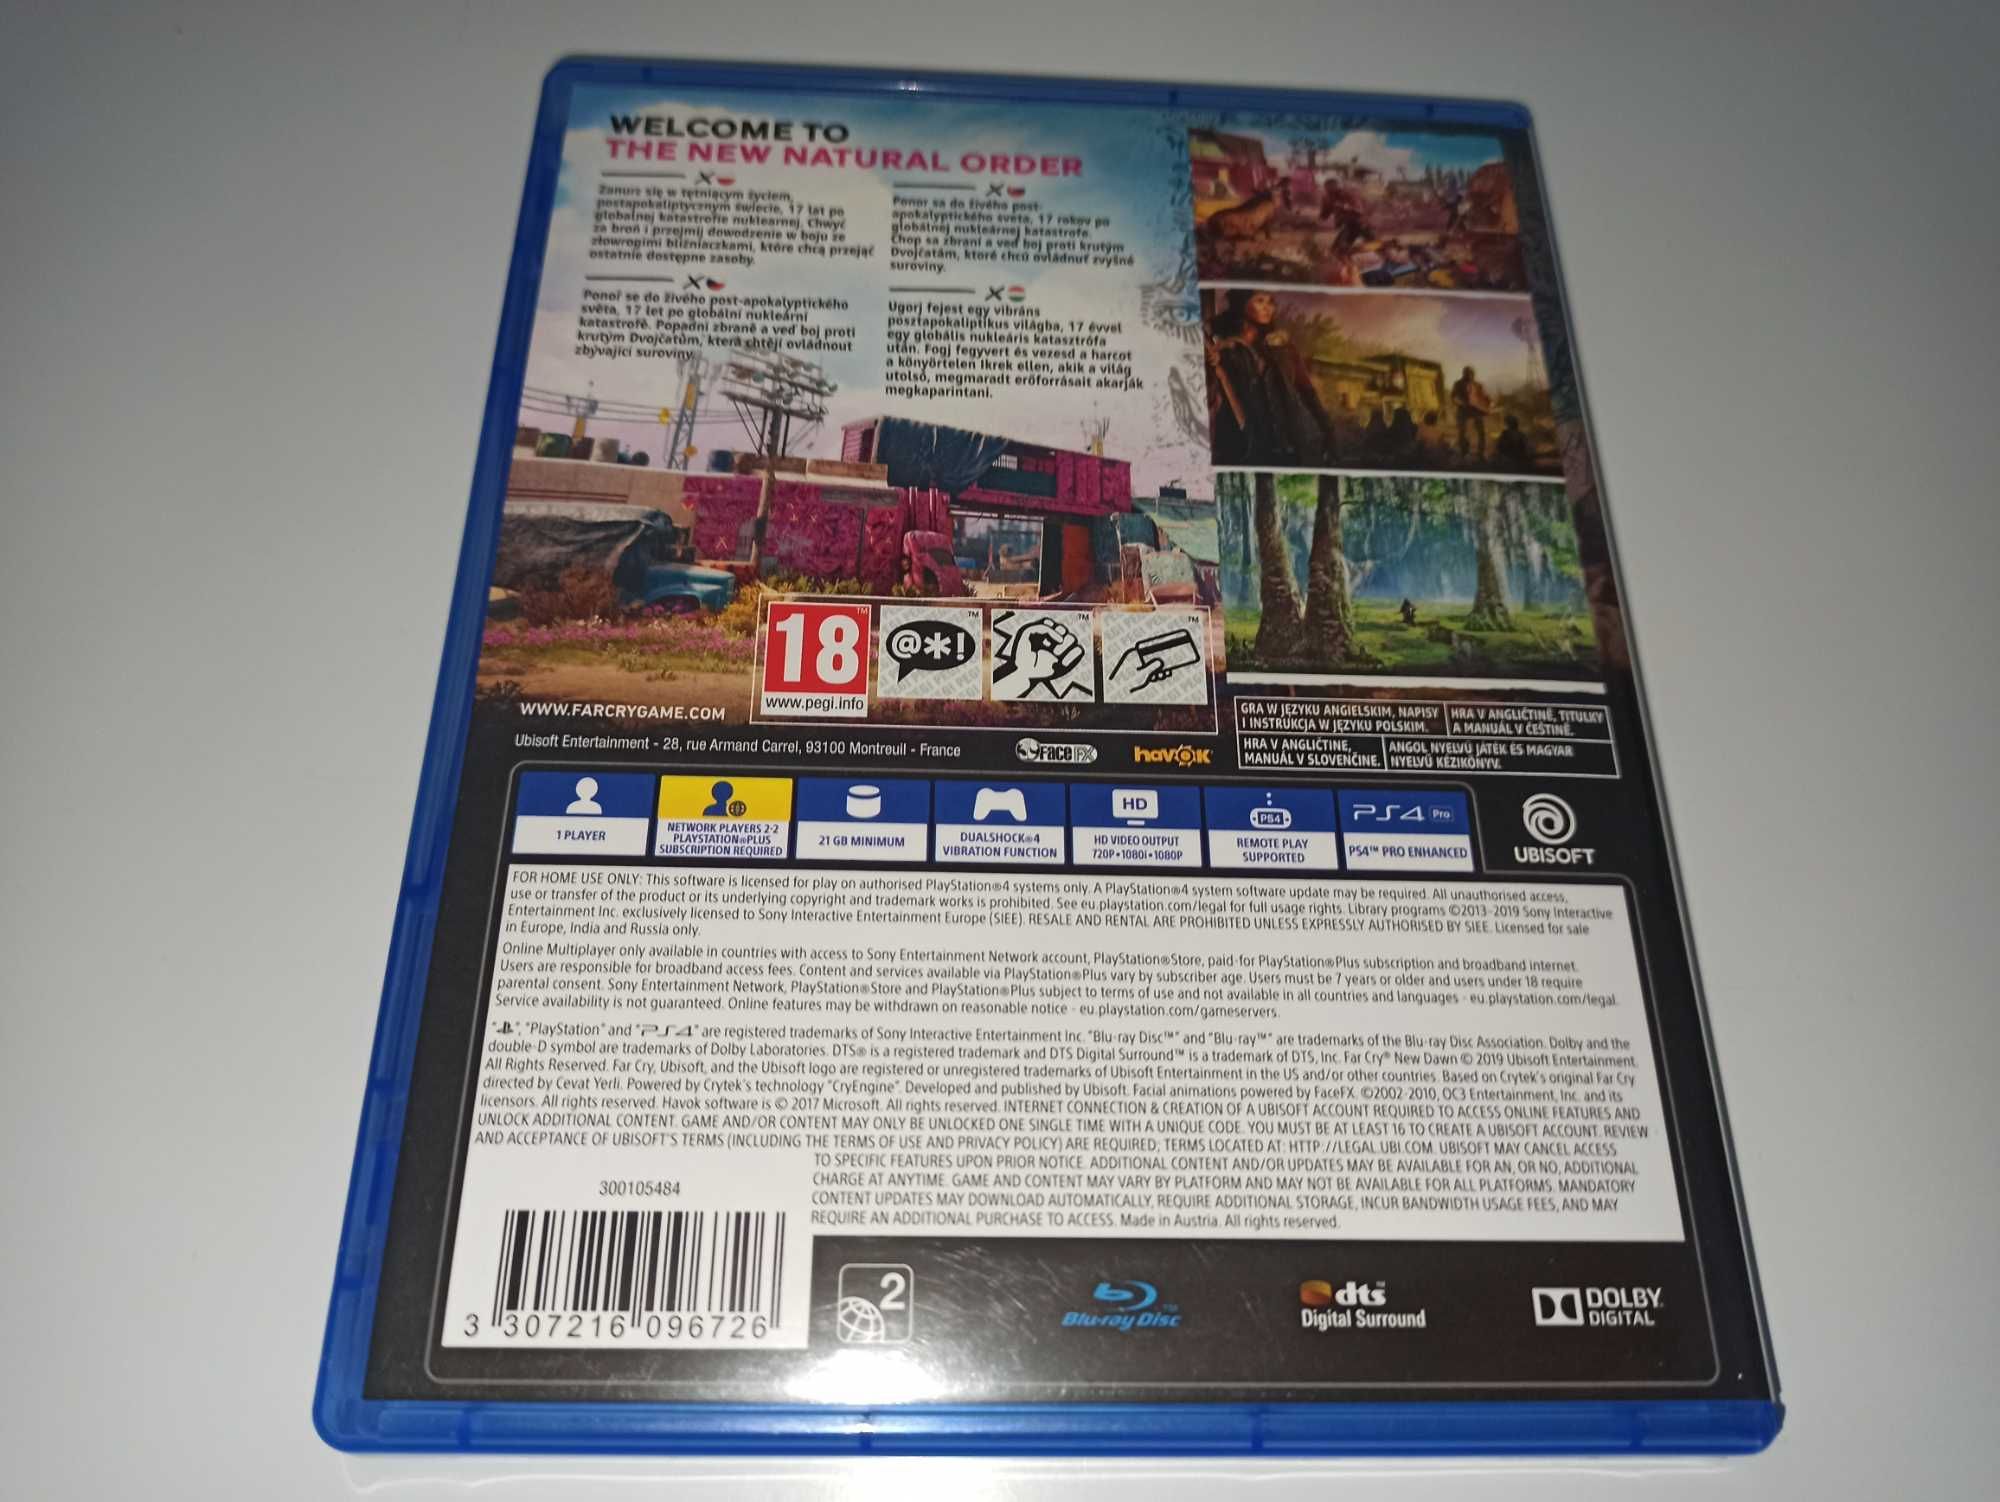 WELCOME TO
THE NEW NATURAL ORDER
Zanurz się w tętniącym życiem,
postapokaliptycznym świecie, 17 lat po
globalnej katastrofie nuklearnej. Chwyć
za broń i przejmij dowodzenie w boju ze
złowrogimi bliźniaczkami, które chcą przejąć
ostatnie dostępne zasoby.
Ponor sa do živého post-
apokalyptického sveta, 17 rokov po
globálnej nukleárnej katastrofe.
Chop sa zbraní a veď boj proti krutým
Dvojčatám, ktoré chcú ovládnuť zvyšné
suroviny.
Ponoř se do živého post-apokalyptického
světa, 17 let po globální nukleární
katastrofě. Popadni zbraně a veď boj proti
krutým Dvojčatům, která chtějí ovládnout
zbývající suroviny.
Ugorj fejest egy vibráns
posztapokaliptikus világba, 17 évvel
egy globális nukleáris katasztrófa
után. Fogj fegyvert és vezesd a harcot
a könyörtelen Ikrek ellen, akik a világ
utolsó, megmaradt erőforrásait akarják
megkaparintani.
18
www.pegi.info
@*!
WWW.FARCRYGAME.COM
Ubisoft Entertainment - 28, rue Armand Carrel, 93100 Montreuil - France
FaceFX
havok
GRA W JĘZYKU ANGIELSKIM, NAPISY
I INSTRUKCJA W JĘZYKU POLSKIM.
HRA V ANGLIČTINĚ, TITULKY
A MANUÁL V ČEŠTINĚ.
HRA V ANGLIČTINE,
MANUÁL V SLOVENČINE.
ANGOL NYELVŰ JÁTÉK ÉS MAGYAR
NYELVŰ KÉZIKÖNYV.
1 PLAYER
NETWORK PLAYERS 2-2
PLAYSTATION®PLUS
SUBSCRIPTION REQUIRED
21 GB MINIMUM
DUALSHOCK®4
VIBRATION FUNCTION
HD
HD VIDEO OUTPUT
720P•1080I•1080P
PS4
REMOTE PLAY
SUPPORTED
PS4 Pro
PS4™ PRO ENHANCED
UBISOFT
FOR HOME USE ONLY: This software is licensed for play on authorised PlayStation®4 systems only. A PlayStation®4 system software update may be required. All unauthorised access,
use or transfer of the product or its underlying copyright and trademark works is prohibited. See eu.playstation.com/legal for full usage rights. Library programs ©2013-2019 Sony Interactive
Entertainment Inc. exclusively licensed to Sony Interactive Entertainment Europe (SIEE). RESALE AND RENTAL ARE PROHIBITED UNLESS EXPRESSLY AUTHORISED BY SIEE. Licensed for sale
in Europe, India and Russia only.
Online Multiplayer only available in countries with access to Sony Entertainment Network account, PlayStation®Store, paid-for PlayStation®Plus subscription and broadband internet.
Users are responsible for broadband access fees. Content and services available via PlayStation®Plus vary by subscriber age. Users must be 7 years or older and users under 18 require
parental consent. Sony Entertainment Network, PlayStation®Store and PlayStation®Plus subject to terms of use and not available in all countries and languages - eu.playstation.com/legal.
Service availability is not guaranteed. Online features may be withdrawn on reasonable notice - eu.playstation.com/gameservers.
"", "PlayStation" and "PS4" are registered trademarks of Sony Interactive Entertainment Inc. "Blu-ray Disc™" and "Blu-ray™" are trademarks of the Blu-ray Disc Association. Dolby and the
double-D symbol are trademarks of Dolby Laboratories. DTS® is a registered trademark and DTS Digital Surround™ is a trademark of DTS, Inc. Far Cry® New Dawn © 2019 Ubisoft Entertainment.
All Rights Reserved. Far Cry, Ubisoft, and the Ubisoft logo are registered or unregistered trademarks of Ubisoft Entertainment in the US and/or other countries. Based on Crytek's original Far Cry
directed by Cevat Yerli. Powered by Crytek's technology "CryEngine". Developed and published by Ubisoft. Facial animations powered by FaceFX. ©2002-2010, OC3 Entertainment, Inc. and its
licensors. All rights reserved. Havok software is © 2017 Microsoft. All rights reserved. INTERNET CONNECTION & CREATION OF A UBISOFT ACCOUNT REQUIRED TO ACCESS ONLINE FEATURES AND
UNLOCK ADDITIONAL CONTENT. GAME AND/OR CONTENT MAY ONLY BE UNLOCKED ONE SINGLE TIME WITH A UNIQUE CODE. YOU MUST BE AT LEAST 16 TO CREATE A UBISOFT ACCOUNT. REVIEW
AND ACCEPTANCE OF UBISOFT'S TERMS (INCLUDING THE TERMS OF USE AND PRIVACY POLICY) ARE REQUIRED; TERMS LOCATED AT: HTTP://LEGAL.UBI.COM. UBISOFT MAY CANCEL ACCESS
TO SPECIFIC FEATURES UPON PRIOR NOTICE. ADDITIONAL CONTENT AND/OR UPDATES MAY BE AVAILABLE FOR AN, OR NO, ADDITIONAL
CHARGE AT ANYTIME. GAME AND CONTENT MAY VARY BY PLATFORM AND MAY NOT BE AVAILABLE FOR ALL PLATFORMS. MANDATORY
CONTENT UPDATES MAY DOWNLOAD AUTOMATICALLY, REQUIRE ADDITIONAL STORAGE, INCUR BANDWIDTH USAGE FEES, AND MAY
REQUIRE AN ADDITIONAL PURCHASE TO ACCESS. Made in Austria. All rights reserved.
300105484
3 307216 096726
2
Blu-ray Disc™
dts™
Digital Surround
DOLBY
DIGITAL